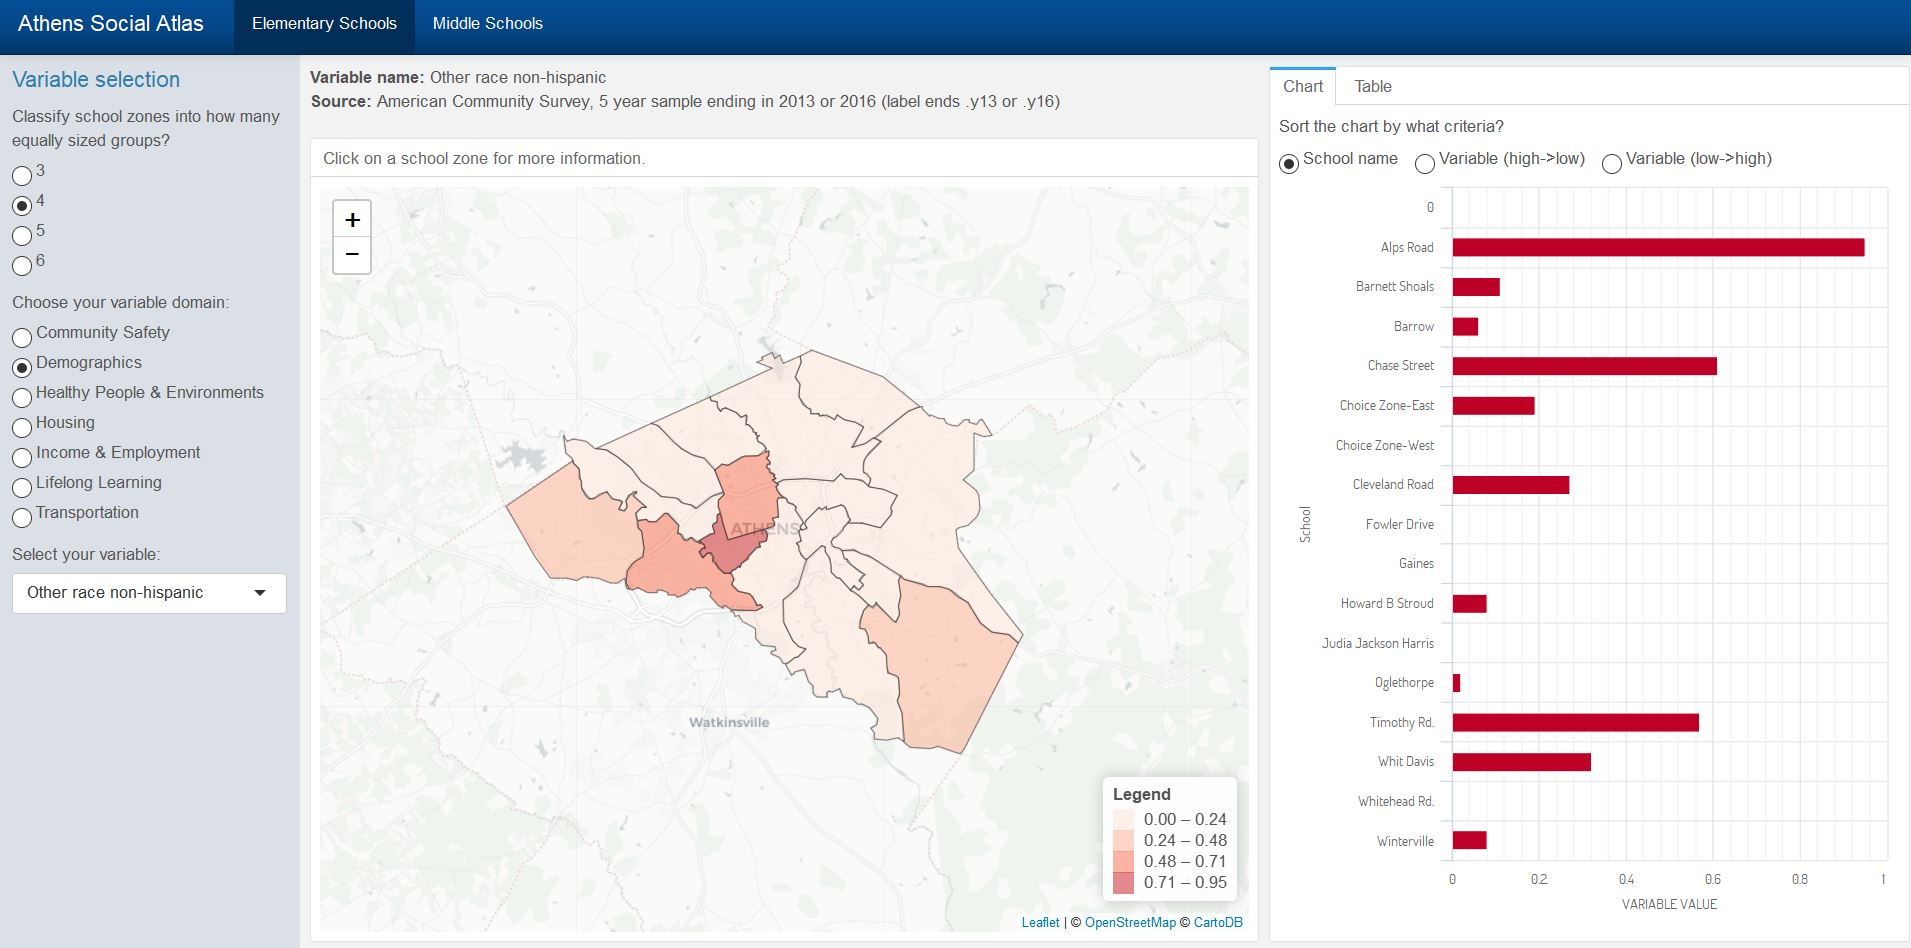 Athens Social Atlas
Elementary Schools
Middle Schools
Variable selection
Classify school zones into how many
equally sized groups?
3
4
5
6
Choose your variable domain:
Community Safety
Demographics
Healthy People & Environments
Housing
Income & Employment
Lifelong Learning
Transportation
Select your variable:
Other race non-hispanic
Variable name: Other race non-hispanic
Source: American Community Survey, 5 year sample ending in 2013 or 2016 (label ends .y13 or .y16)
Click on a school zone for more information.
+
−
ATHENS
Watkinsville
Legend
0.00 – 0.24
0.24 – 0.48
0.48 – 0.71
0.71 – 0.95
Leaflet | © OpenStreetMap © CartoDB
Chart
Table
Sort the chart by what criteria?
School name
Variable (high->low)
Variable (low->high)
School
0
Alps Road
Barnett Shoals
Barrow
Chase Street
Choice Zone-East
Choice Zone-West
Cleveland Road
Fowler Drive
Gaines
Howard B Stroud
Judia Jackson Harris
Oglethorpe
Timothy Rd.
Whit Davis
Whitehead Rd.
Winterville
0 0.2 0.4 0.6 0.8 1
VARIABLE VALUE